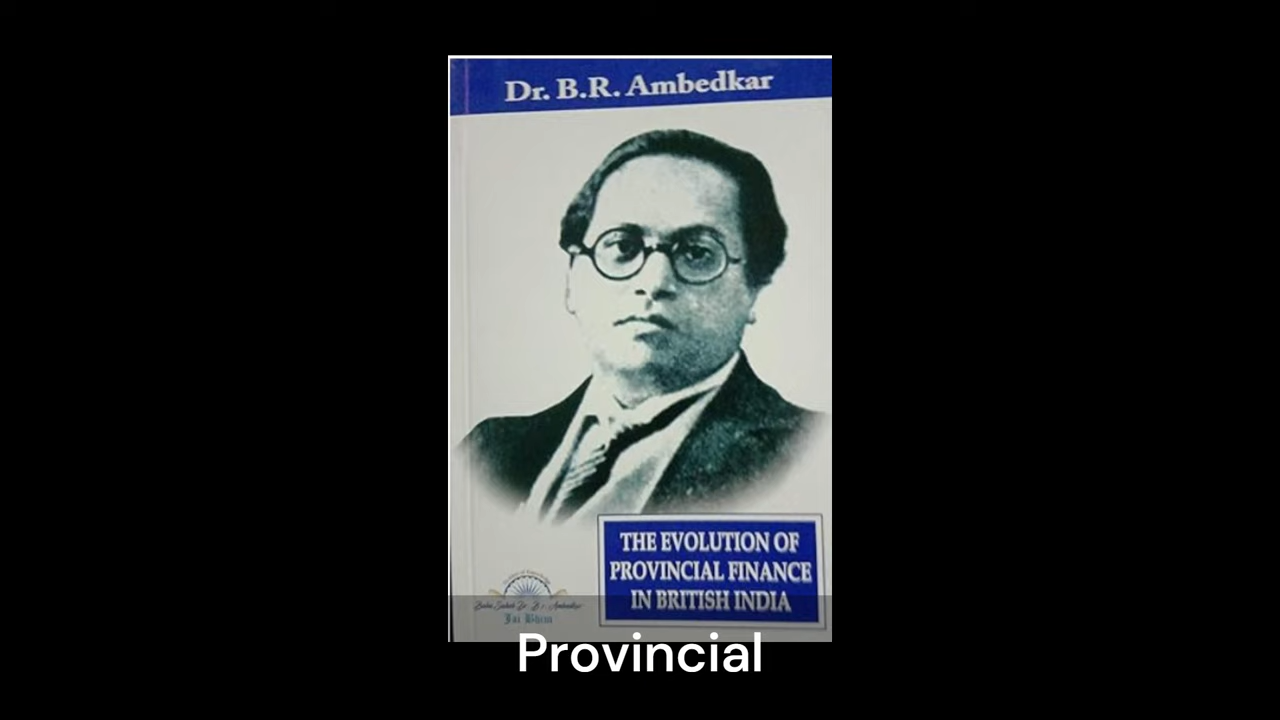 Dr. B.R. Ambedkar
THE EVOLUTION OF
PROVINCIAL FINANCE
IN BRITISH INDIA
Jai Bhim
Provincial